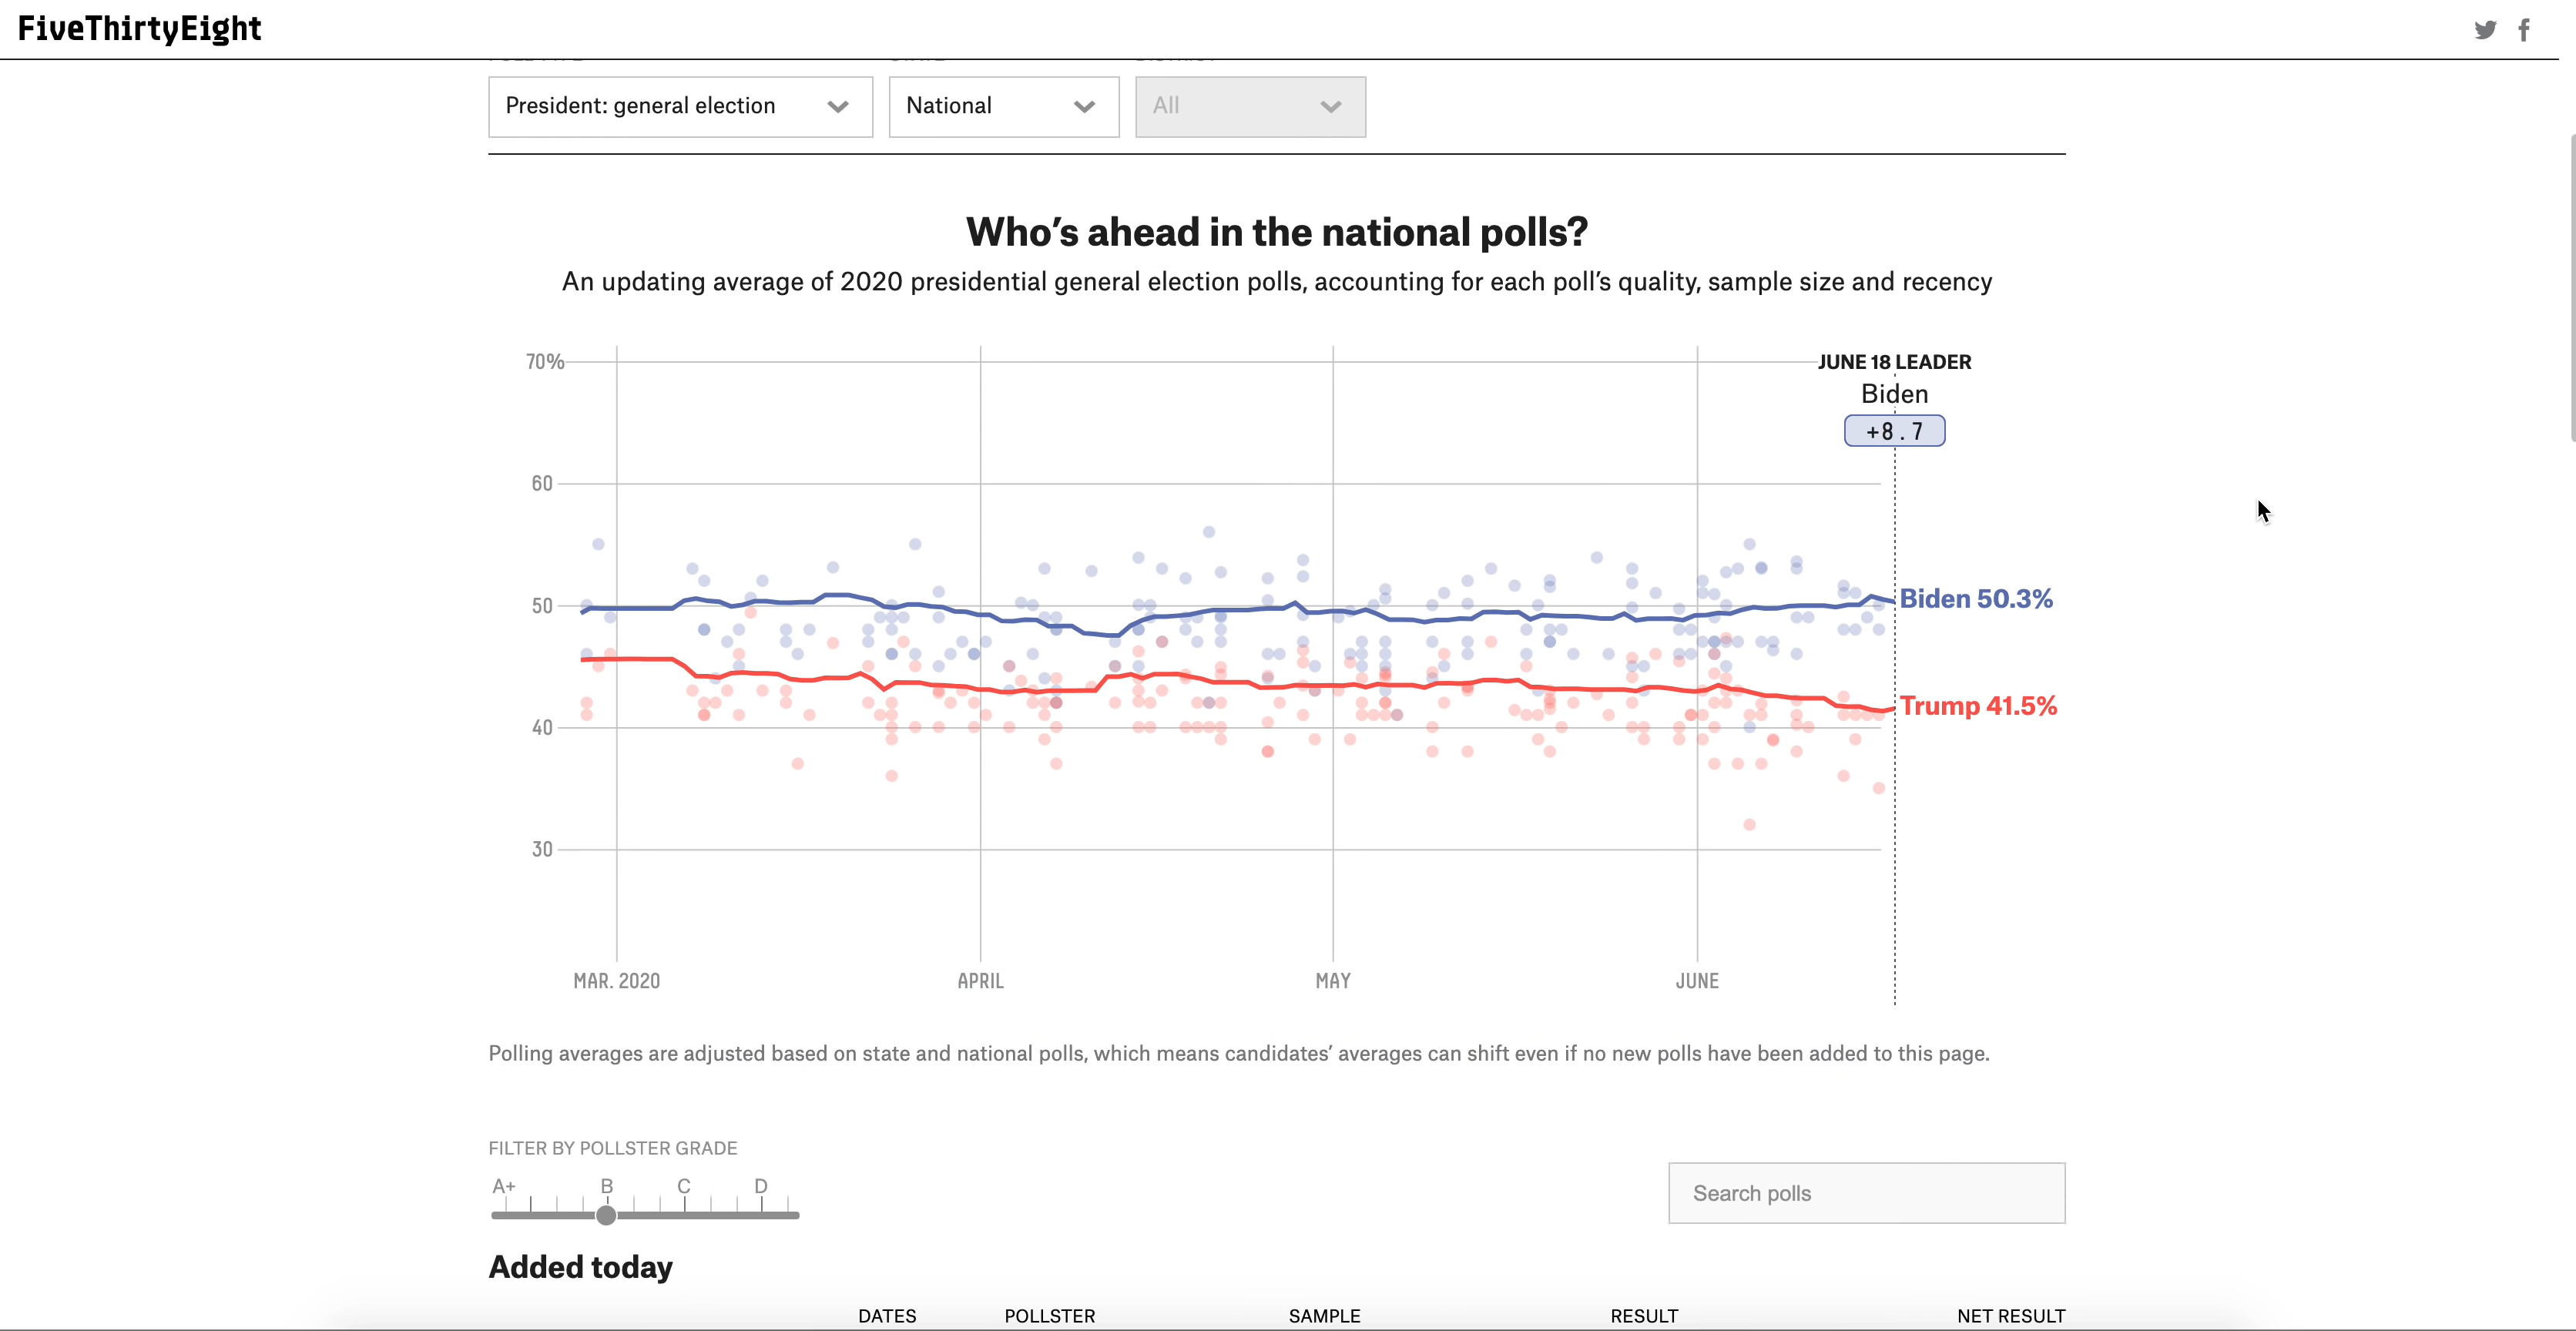 FiveThirtyEight
President: general election
National
All
Who's ahead in the national polls?
An updating average of 2020 presidential general election polls, accounting for each poll's quality, sample size and recency
70%
JUNE 18 LEADER
Biden
+8.7
60
50
Biden 50.3%
Trump 41.5%
40
30
MAR. 2020 APRIL MAY JUNE
Polling averages are adjusted based on state and national polls, which means candidates' averages can shift even if no new polls have been added to this page.
FILTER BY POLLSTER GRADE
A+ B C D
Search polls
Added today
DATES POLLSTER SAMPLE RESULT NET RESULT